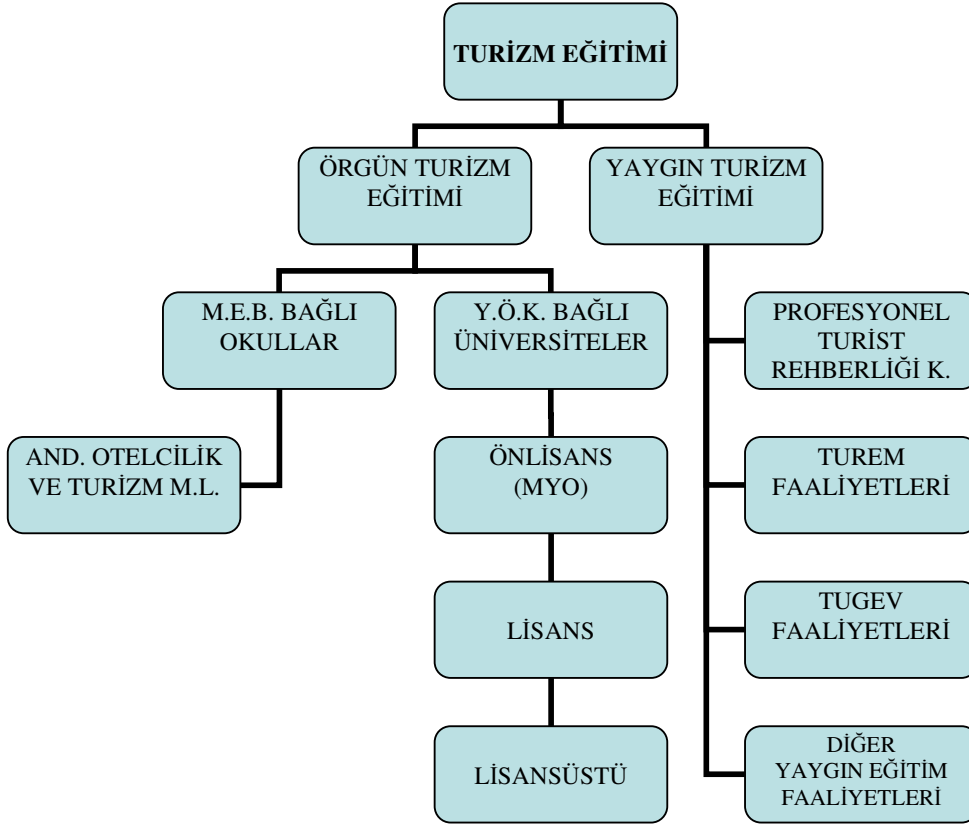 TURİZM EĞİTİMİ
ÖRGÜN TURİZM
EĞİTİMİ
YAYGIN TURİZM
EĞİTİMİ
M.E.B. BAĞLI
OKULLAR
Y.Ö.K. BAĞLI
ÜNİVERSİTELER
PROFESYONEL
TURİST
REHBERLİĞİ K.
AND. OTELCİLİK
VE TURİZM M.L.
ÖNLİSANS
(MYO)
TUREM
FAALİYETLERİ
LİSANS
TUGEV
FAALİYETLERİ
LİSANSÜSTÜ
DİĞER
YAYGIN EĞİTİM
FAALİYETLERİ